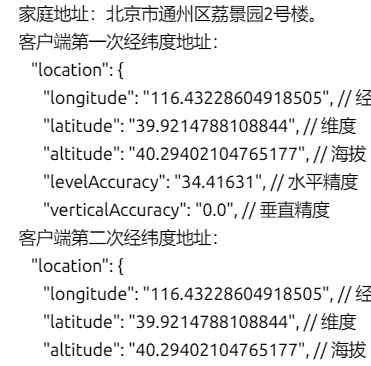 家庭地址：北京市通州区荔景园2号楼。
客户端第一次经纬度地址：
"location": {
"longitude": "116.43228604918505", // 经
"latitude": "39.9214788108844", // 维度
"altitude": "40.29402104765177", // 海拔
"levelAccuracy": "34.41631", // 水平精度
"verticalAccuracy": "0.0", // 垂直精度
客户端第二次经纬度地址：
"location": {
"longitude": "116.43228604918505", // 经
"latitude": "39.9214788108844", // 维度
"altitude": "40.29402104765177", // 海拔